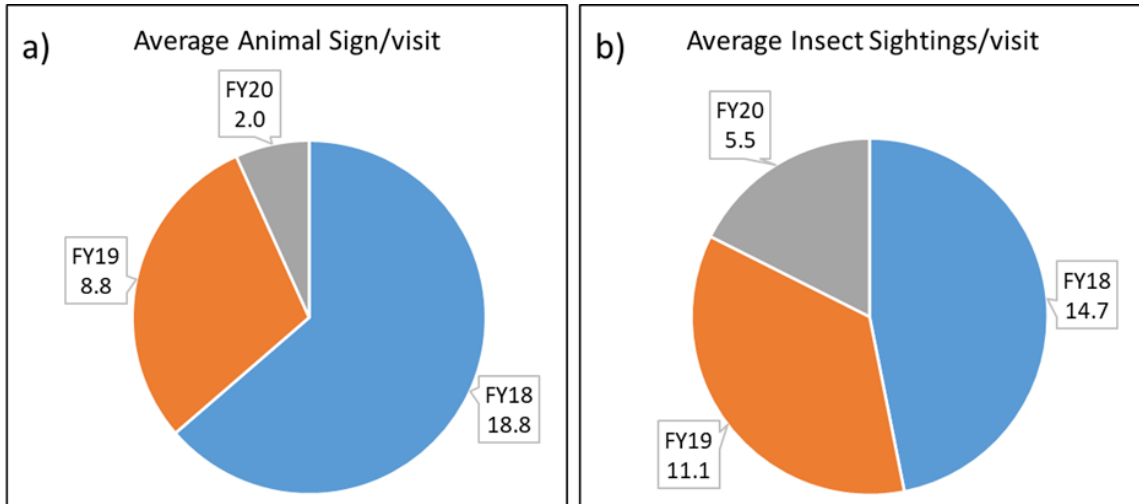 a)
Average Animal Sign/visit
FY20
2.0
FY19
8.8
FY18
18.8
b)
Average Insect Sightings/visit
FY20
5.5
FY18
14.7
FY19
11.1